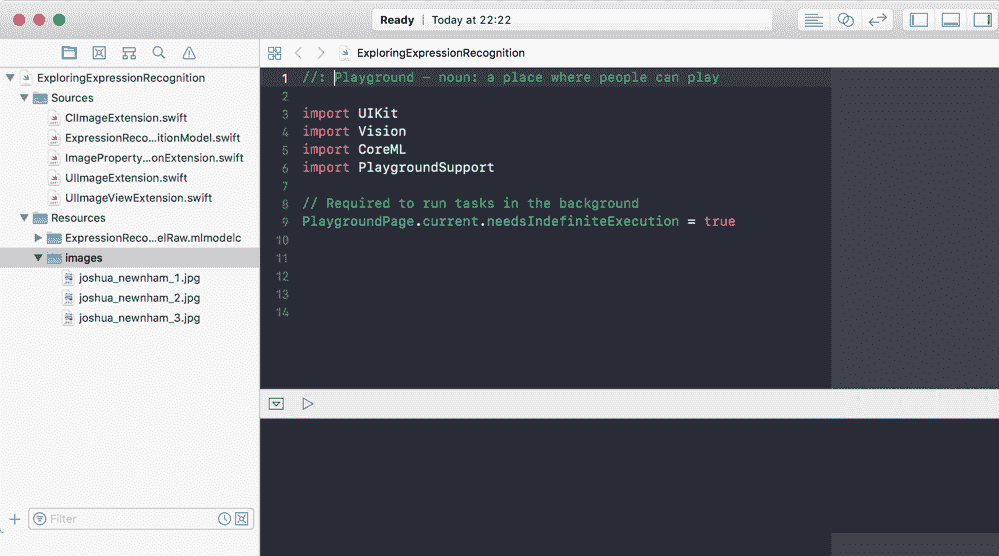 Ready | Today at 22:22
ExploringExpressionRecognition
Sources
CIImageExtension.swift
ExpressionReco...itionModel.swift
ImageProperty...onExtension.swift
UIImageExtension.swift
UIImageViewExtension.swift
Resources
ExpressionReco...elRaw.mlmodelc
images
joshua_newnham_1.jpg
joshua_newnham_2.jpg
joshua_newnham_3.jpg
Filter
ExploringExpressionRecognition
1 //: Playground - noun: a place where people can play
2
3 import UIKit
4 import Vision
5 import CoreML
6 import PlaygroundSupport
7
8 // Required to run tasks in the background
9 PlaygroundPage.current.needsIndefiniteExecution = true
10
11
12
13
14